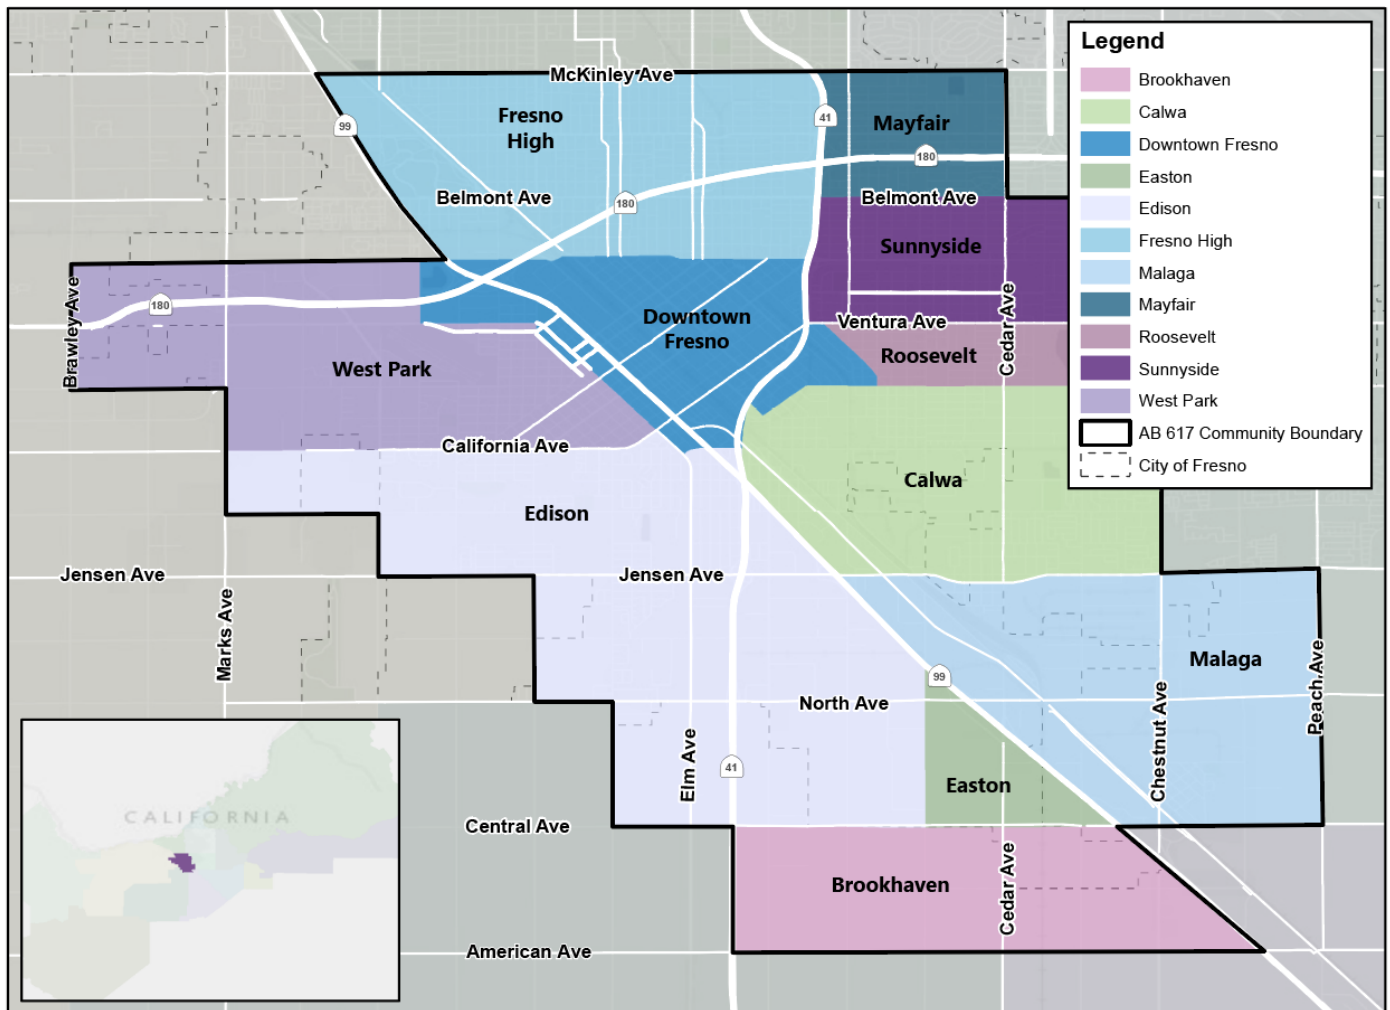 McKinley Ave
Fresno
High
99
41
Mayfair
180
Belmont Ave
180
Belmont Ave
Sunnyside
Brawley Ave
180
Downtown
Fresno
Ventura Ave
Cedar Ave
West Park
Roosevelt
California Ave
Calwa
Edison
Jensen Ave
Jensen Ave
Marks Ave
99
Malaga
Peach Ave
North Ave
Chestnut Ave
Elm Ave
41
Easton
Central Ave
Brookhaven
Cedar Ave
American Ave
Legend
Brookhaven
Calwa
Downtown Fresno
Easton
Edison
Fresno High
Malaga
Mayfair
Roosevelt
Sunnyside
West Park
AB 617 Community Boundary
City of Fresno
CALIFORNIA